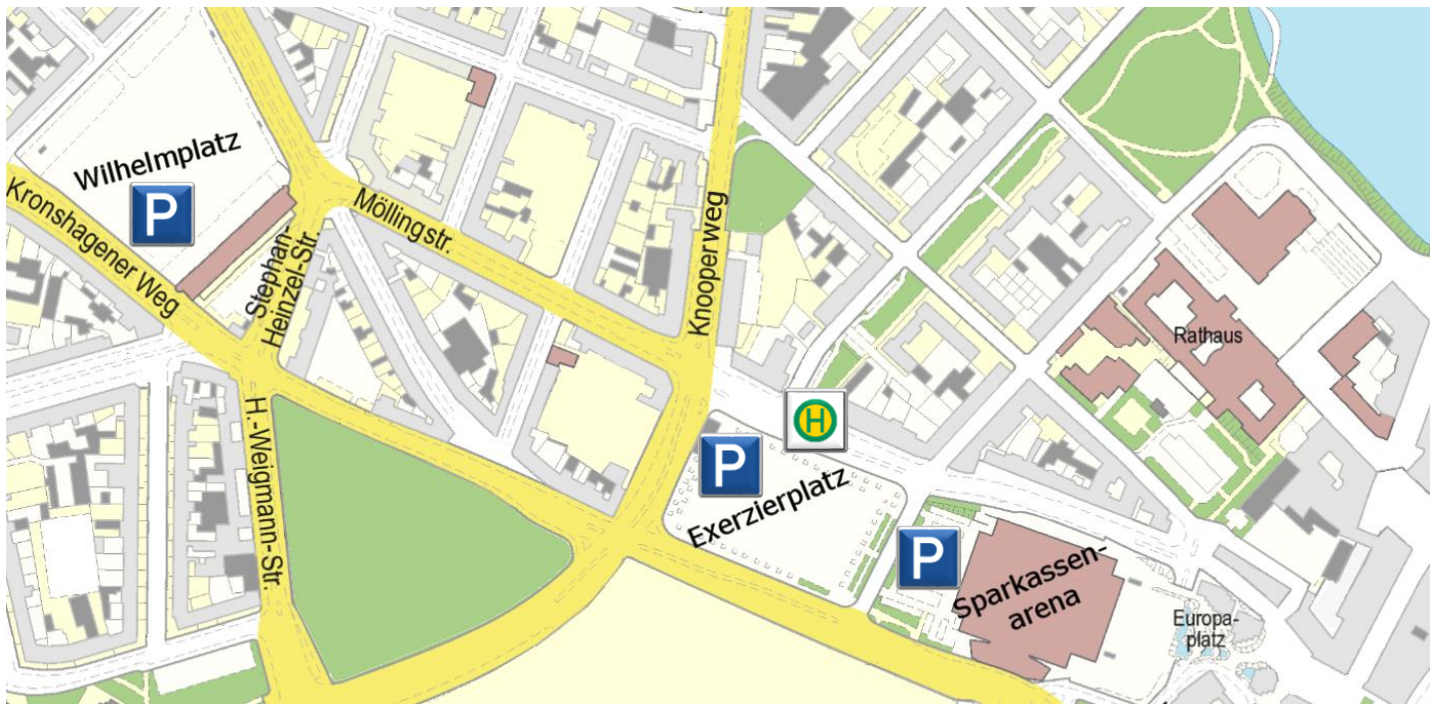 Wilhelmplatz
P
Kronshagener Weg
Stephan-
Heinzel-Str.
Möllingstr.
Knooperweg
H.-Weigmann-Str.
H
P
Exerzierplatz
P
Sparkassen-
arena
Rathaus
Europa-
platz